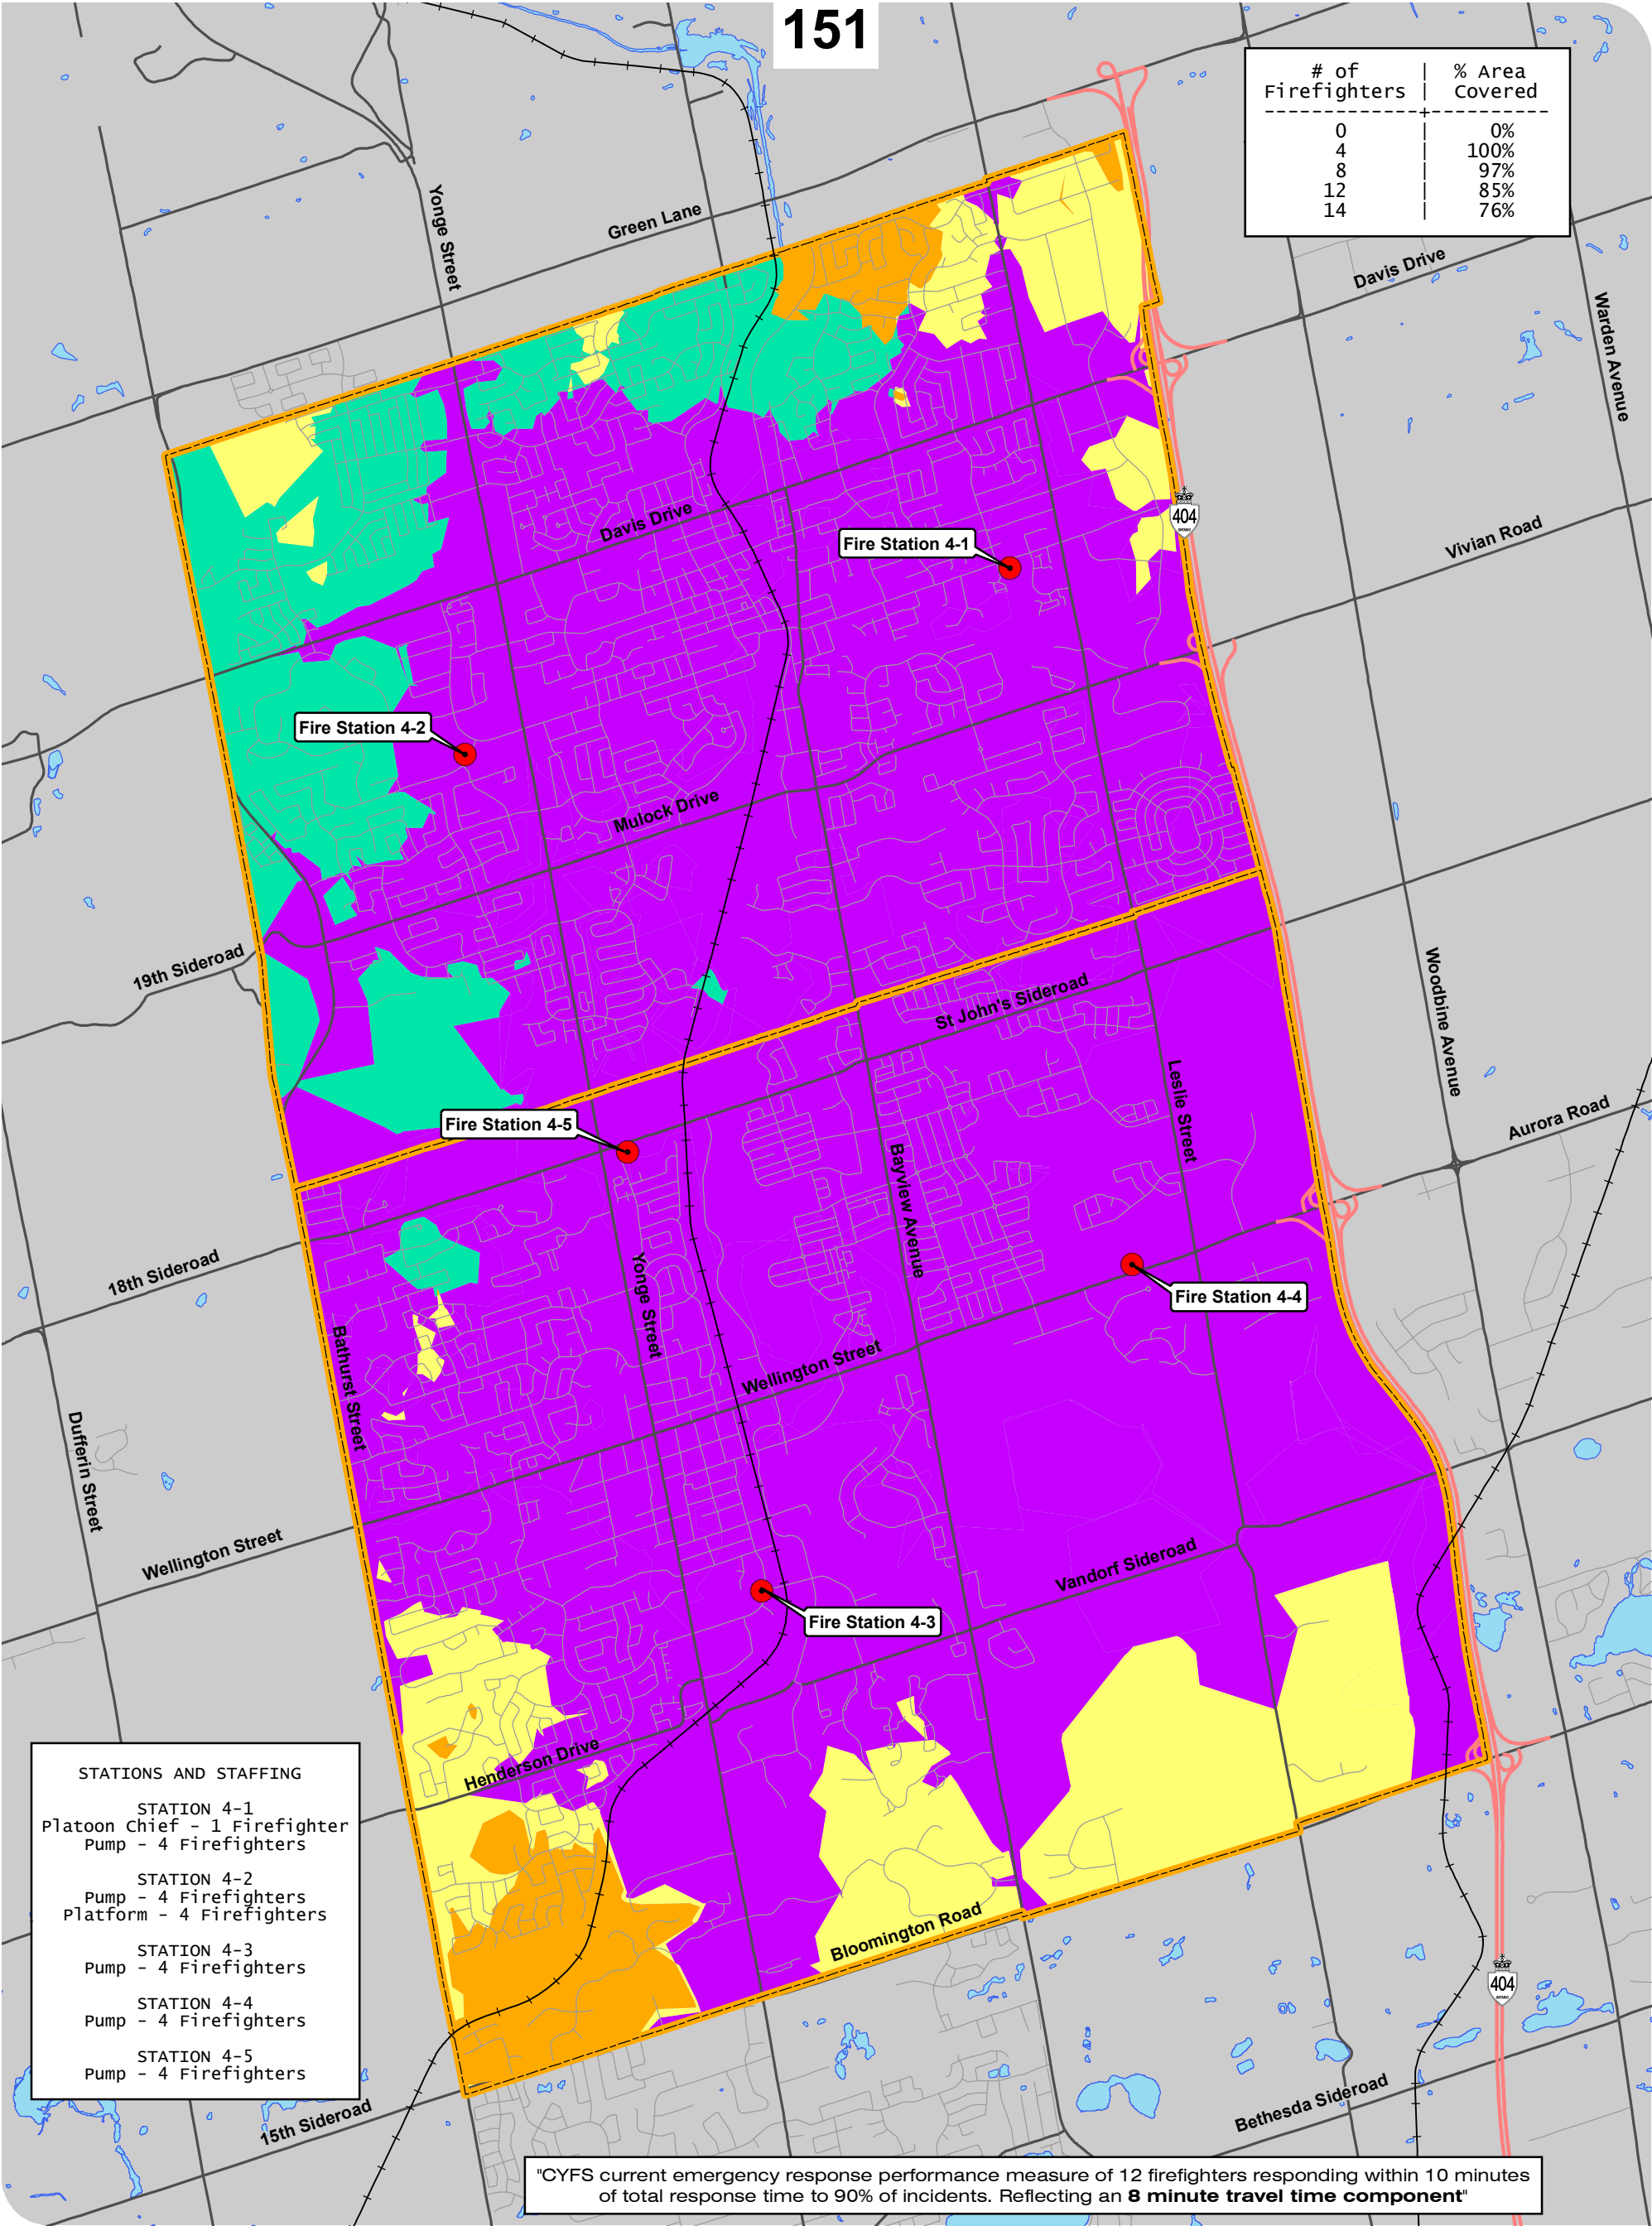 151
# of | % Area
Firefighters | Covered
------------+----------
0 | 0%
4 | 100%
8 | 97%
12 | 85%
14 | 76%
Yonge Street
Green Lane
Davis Drive
Warden Avenue
Davis Drive
Fire Station 4-1
404
ONTARIO
Vivian Road
Fire Station 4-2
Mulock Drive
19th Sideroad
St John's Sideroad
Woodbine Avenue
Leslie Street
Aurora Road
Fire Station 4-5
Bayview Avenue
18th Sideroad
Yonge Street
Fire Station 4-4
Bathurst Street
Wellington Street
Dufferin Street
Wellington Street
Vandorf Sideroad
Fire Station 4-3
Henderson Drive
STATIONS AND STAFFING
STATION 4-1
Platoon Chief - 1 Firefighter
Pump - 4 Firefighters
STATION 4-2
Pump - 4 Firefighters
Platform - 4 Firefighters
STATION 4-3
Pump - 4 Firefighters
STATION 4-4
Pump - 4 Firefighters
STATION 4-5
Pump - 4 Firefighters
Bloomington Road
404
ONTARIO
15th Sideroad
Bethesda Sideroad
"CYFS current emergency response performance measure of 12 firefighters responding within 10 minutes
of total response time to 90% of incidents. Reflecting an 8 minute travel time component"